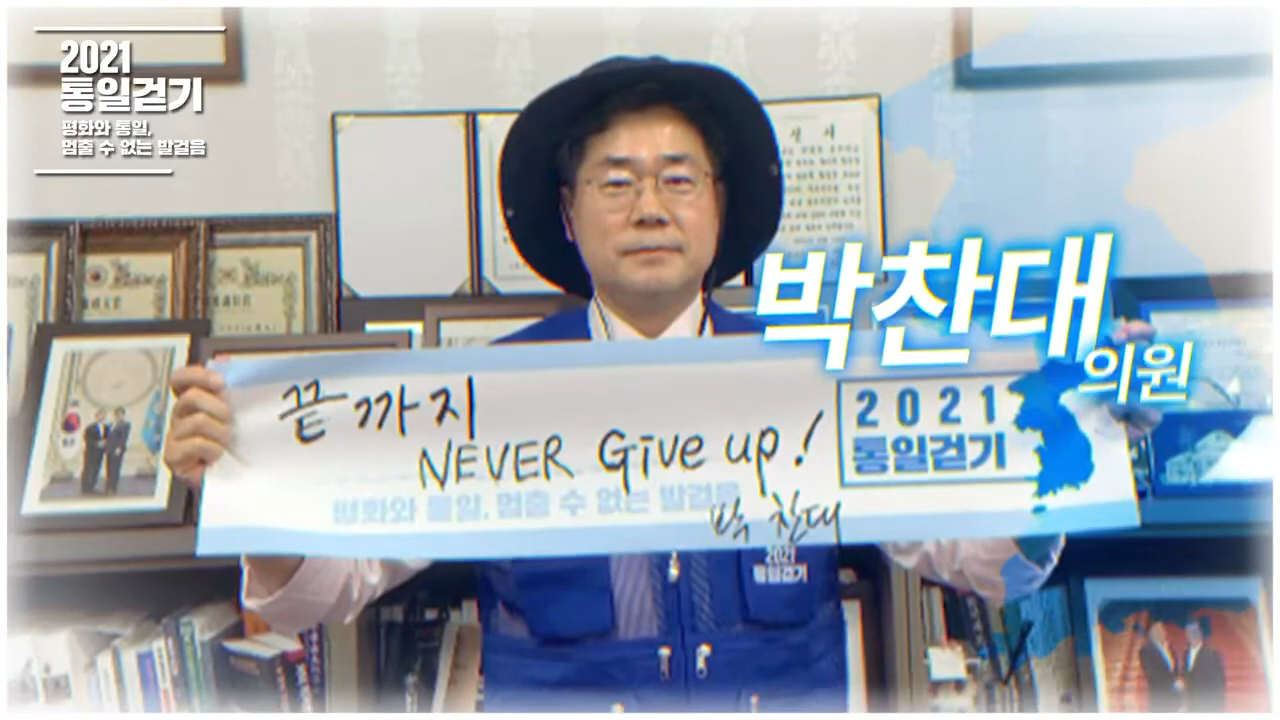 2021
통일걷기
평화와 통일,
멈출 수 없는 발걸음
박찬대
의원
끝까지
NEVER Give up!
2021
통일걷기
평화와 통일, 멈출 수 없는 발걸음
박찬대
2021
통일걷기